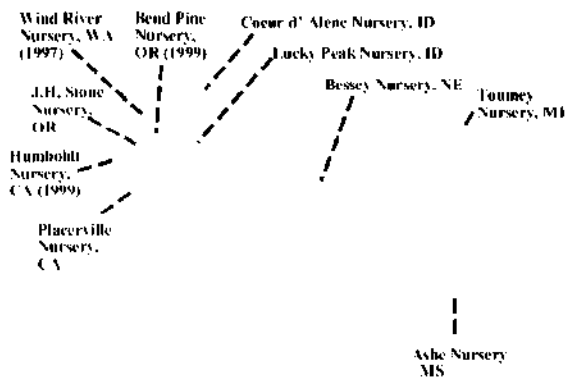 Wind River
Nursery, WA
(1997)
Bend Pine
Nursery,
OR (1999)
Coeur d' Alene Nursery, ID
Lucky Peak Nursery, ID
Bessey Nursery, NE
Toumey
Nursery, MI
J.H. Stone
Nursery,
OR
Humboldt
Nursery,
CA (1999)
Placerville
Nursery,
CA
Ashe Nursery
MS